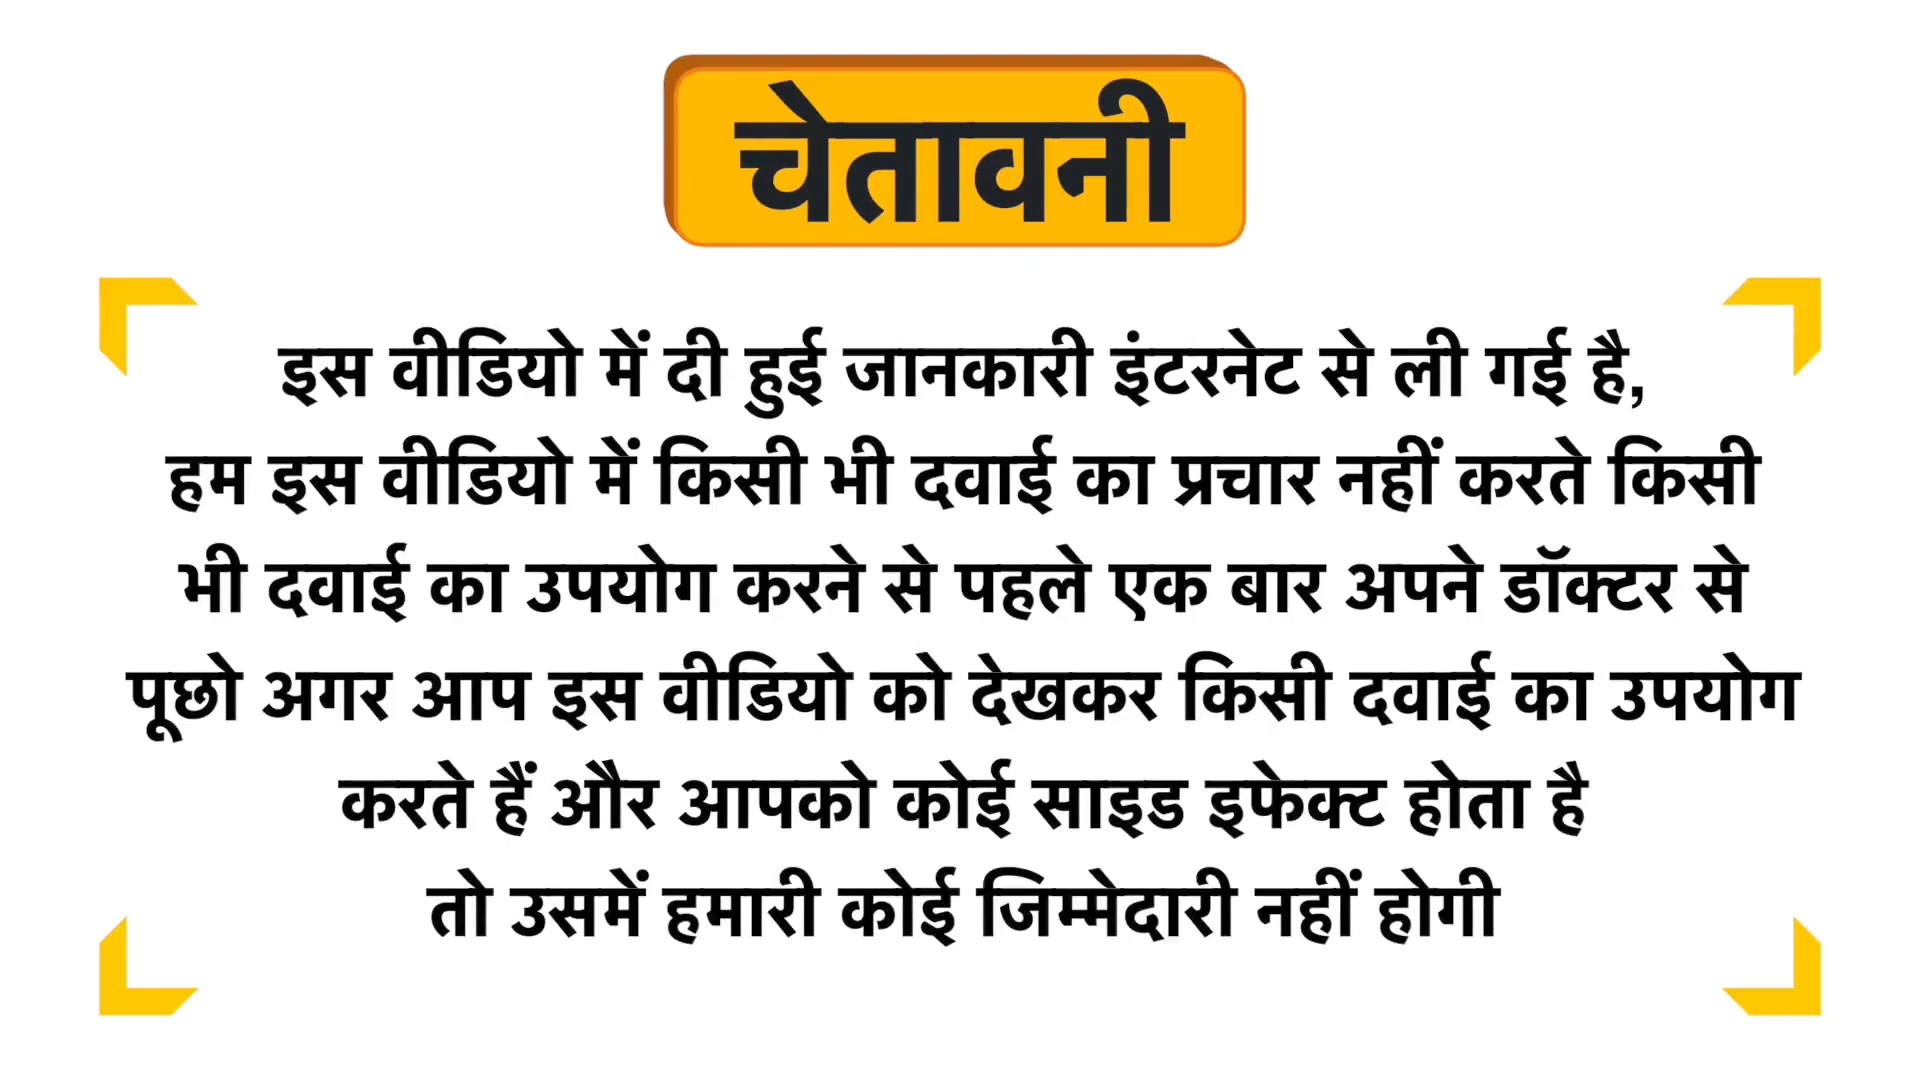 चेतावनी
इस वीडियो में दी हुई जानकारी इंटरनेट से ली गई है,
हम इस वीडियो में किसी भी दवाई का प्रचार नहीं करते किसी
भी दवाई का उपयोग करने से पहले एक बार अपने डॉक्टर से
पूछो अगर आप इस वीडियो को देखकर किसी दवाई का उपयोग
करते हैं और आपको कोई साइड इफेक्ट होता है
तो उसमें हमारी कोई जिम्मेदारी नहीं होगी